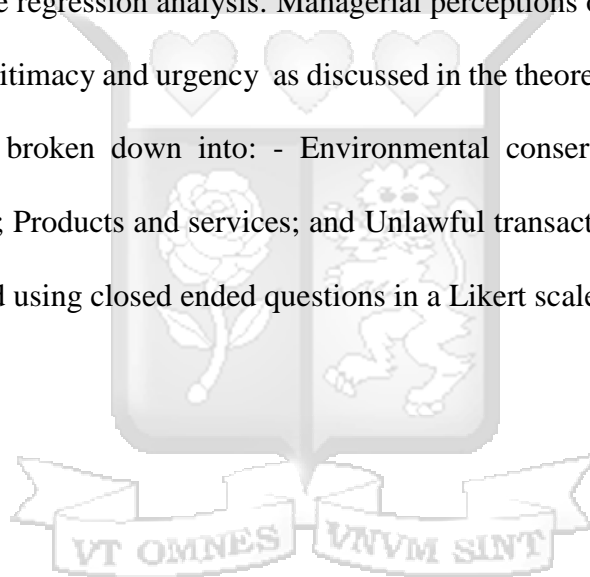 e regression analysis. Managerial perceptions
itimacy and urgency as discussed in the theore
broken down into: - Environmental conser
; Products and services; and Unlawful transact
d using closed ended questions in a Likert scale
VT OMNES VNVM SINT